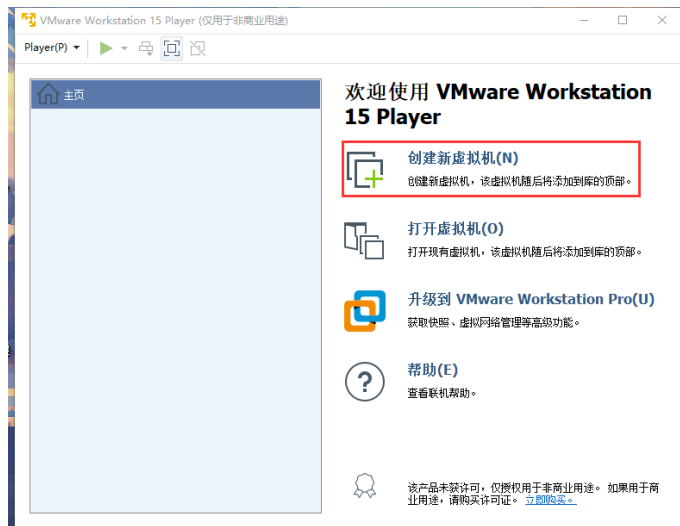 VMware Workstation 15 Player (仅用于非商业用途)
Player(P)
主页
欢迎使用 VMware Workstation
15 Player
创建新虚拟机(N)
创建新虚拟机，该虚拟机随后将添加到库的顶部。
打开虚拟机(O)
打开现有虚拟机，该虚拟机随后将添加到库的顶部。
升级到 VMware Workstation Pro(U)
获取快照、虚拟网络管理等高级功能。
帮助(E)
查看联机帮助。
该产品未获许可，仅授权用于非商业用途。 如果用于商
业用途，请购买许可证。 立即购买。